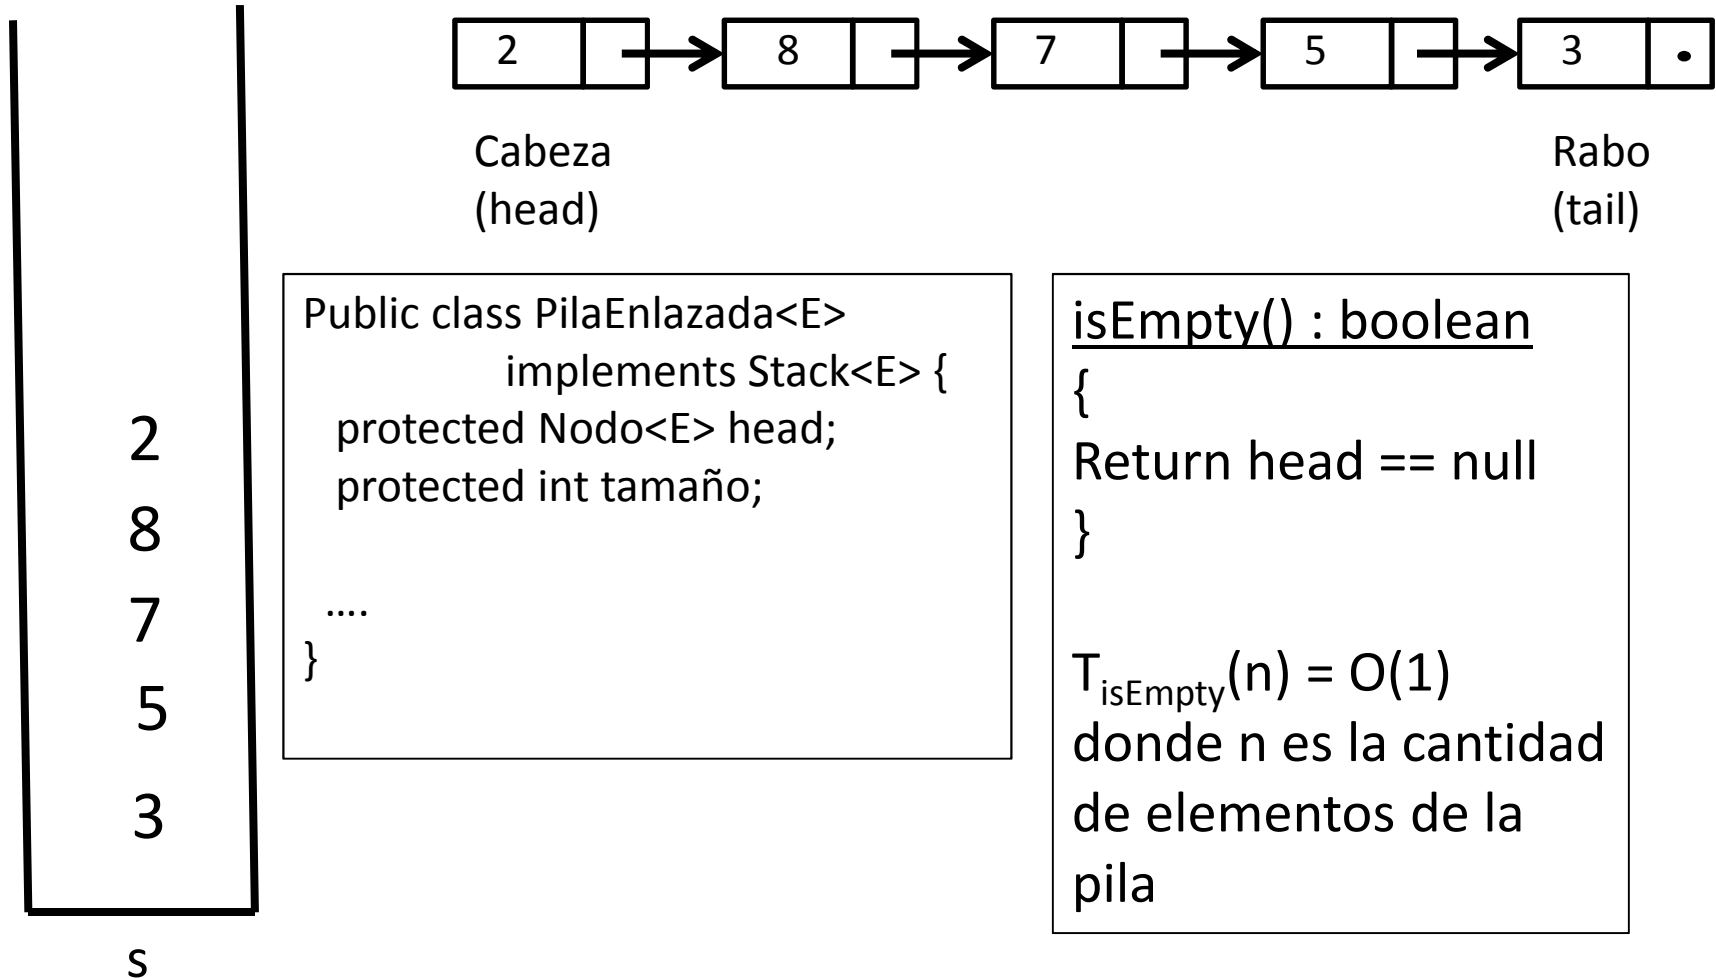 2 8 7 5 3
Cabeza
(head)
Rabo
(tail)
2
8
7
5
3
s
Public class PilaEnlazada<E>
implements Stack<E> {
protected Nodo<E> head;
protected int tamaño;
....
}
isEmpty() : boolean
{
Return head == null
}
TisEmpty(n) = O(1)
donde n es la cantidad
de elementos de la
pila